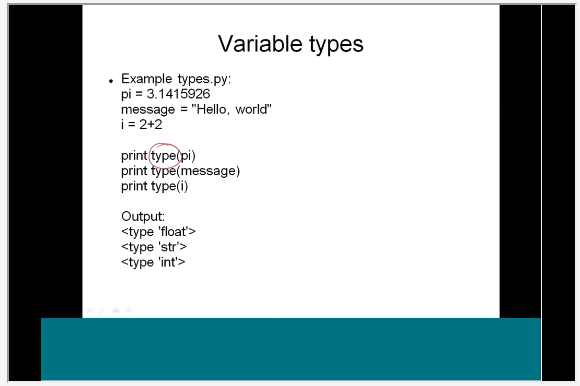 Variable types
• Example types.py:
pi = 3.1415926
message = "Hello, world"
i = 2+2
print type(pi)
print type(message)
print type(i)
Output:
<type 'float'>
<type 'str'>
<type 'int'>